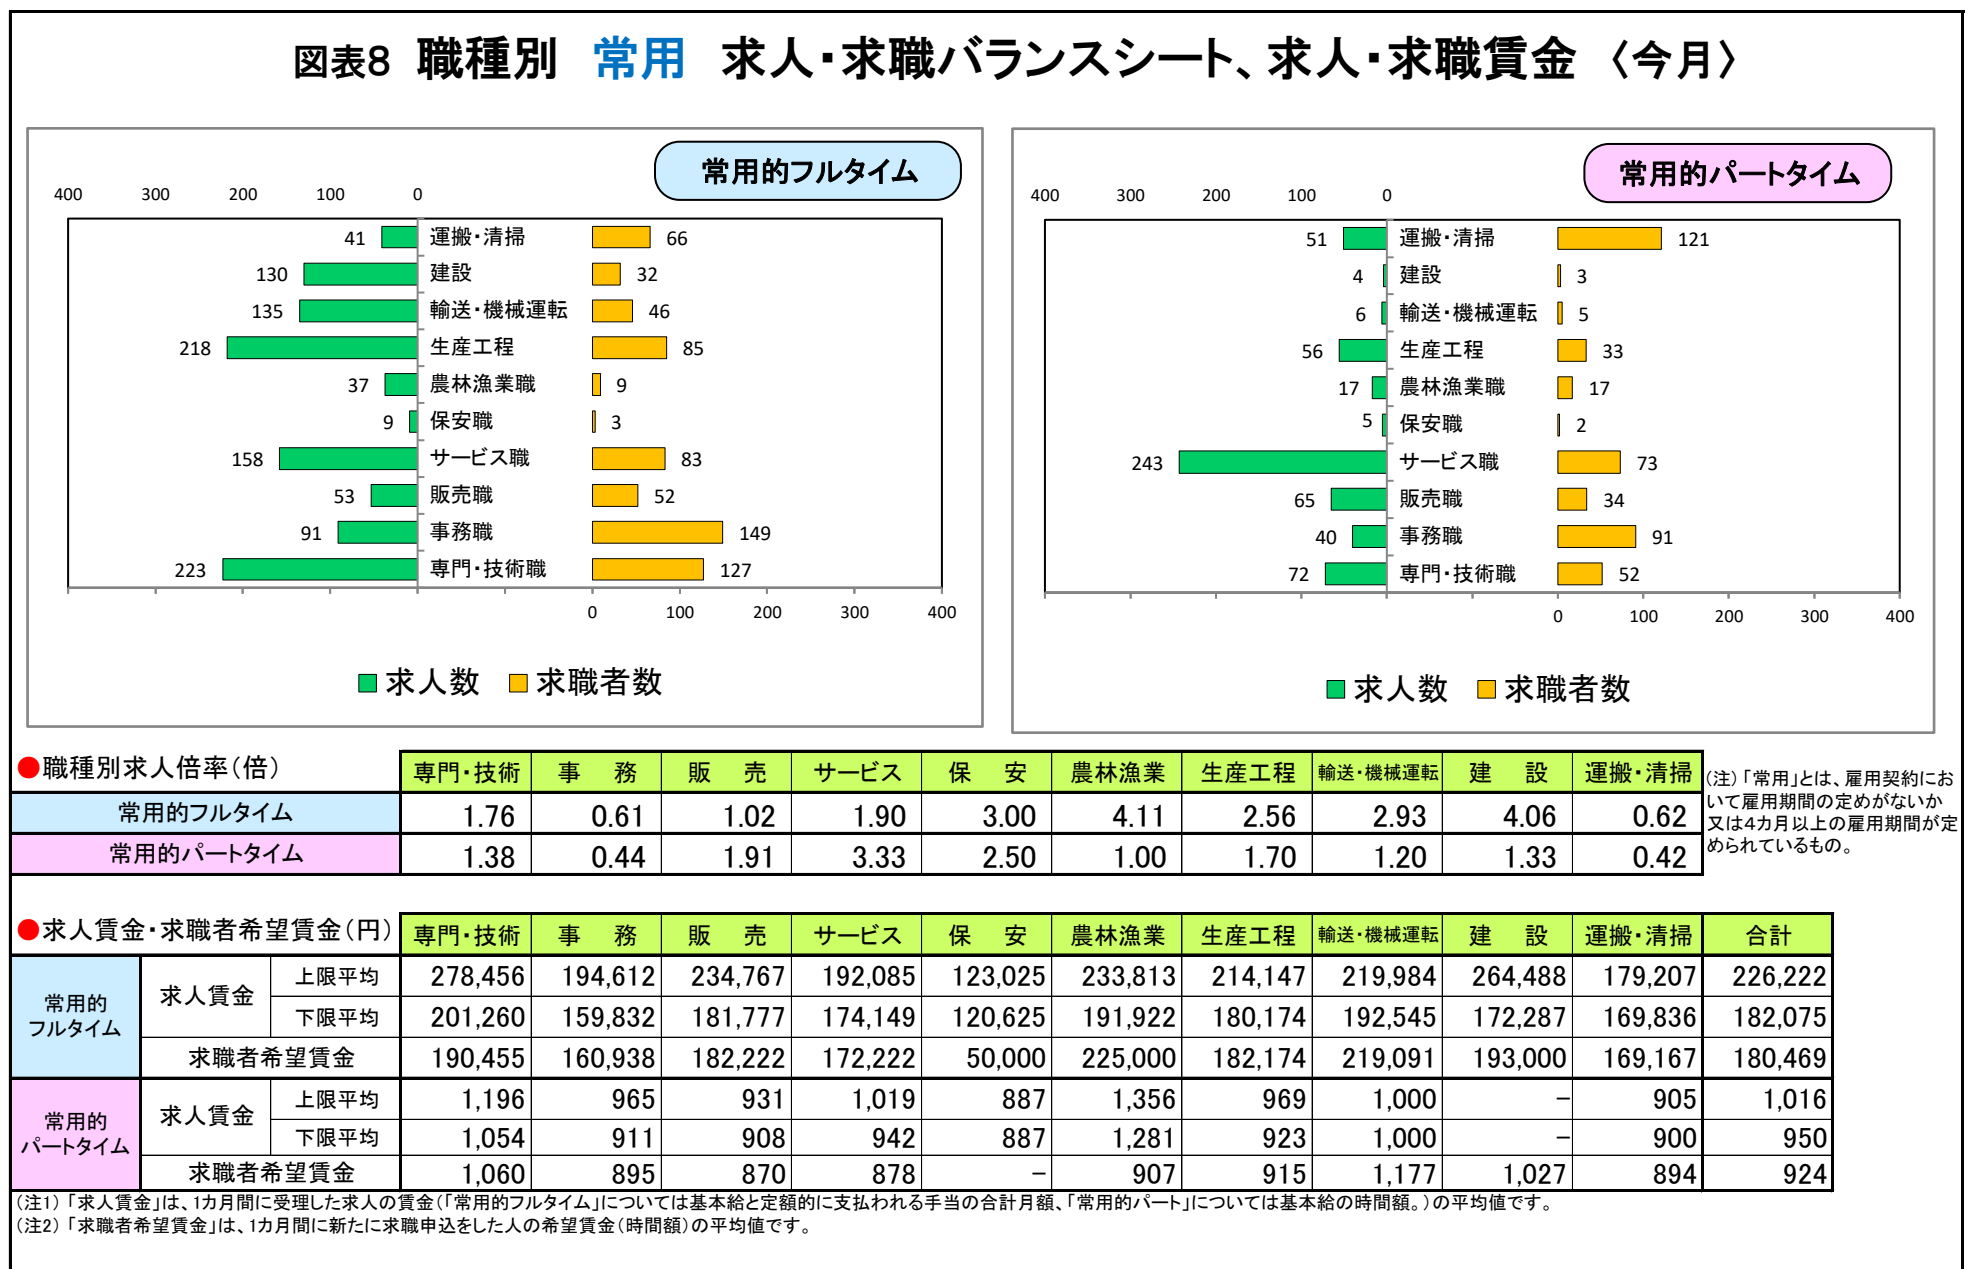 図表8 職種別 常用 求人・求職バランスシート、求人・求職賃金 〈今月〉
常用的フルタイム
400 300 200 100 0
41 運搬・清掃 66
130 建設 32
135 輸送・機械運転 46
218 生産工程 85
37 農林漁業職 9
9 保安職 3
158 サービス職 83
53 販売職 52
91 事務職 149
223 専門・技術職 127
0 100 200 300 400
求人数 求職者数
常用的パートタイム
400 300 200 100 0
51 運搬・清掃 121
4 建設 3
6 輸送・機械運転 5
56 生産工程 33
17 農林漁業職 17
5 保安職 2
243 サービス職 73
65 販売職 34
40 事務職 91
72 専門・技術職 52
0 100 200 300 400
求人数 求職者数
●職種別求人倍率(倍) 専門・技術 事 務 販 売 サービス 保 安 農林漁業 生産工程 輸送・機械運転 建 設 運搬・清掃
常用的フルタイム 1.76 0.61 1.02 1.90 3.00 4.11 2.56 2.93 4.06 0.62
常用的パートタイム 1.38 0.44 1.91 3.33 2.50 1.00 1.70 1.20 1.33 0.42
(注)「常用」とは、雇用契約にお
いて雇用期間の定めがないか
又は4カ月以上の雇用期間が定
められているもの。
●求人賃金・求職者希望賃金(円) 専門・技術 事 務 販 売 サービス 保 安 農林漁業 生産工程 輸送・機械運転 建 設 運搬・清掃 合計
常用的
フルタイム
求人賃金
上限平均 278,456 194,612 234,767 192,085 123,025 233,813 214,147 219,984 264,488 179,207 226,222
下限平均 201,260 159,832 181,777 174,149 120,625 191,922 180,174 192,545 172,287 169,836 182,075
求職者希望賃金 190,455 160,938 182,222 172,222 50,000 225,000 182,174 219,091 193,000 169,167 180,469
常用的
パートタイム
求人賃金
上限平均 1,196 965 931 1,019 887 1,356 969 1,000 - 905 1,016
下限平均 1,054 911 908 942 887 1,281 923 1,000 - 900 950
求職者希望賃金 1,060 895 870 878 - 907 915 1,177 1,027 894 924
(注1)「求人賃金」は、1カ月間に受理した求人の賃金(「常用的フルタイム」については基本給と定額的に支払われる手当の合計月額、「常用的パート」については基本給の時間額。)の平均値です。
(注2)「求職者希望賃金」は、1カ月間に新たに求職申込をした人の希望賃金(時間額)の平均値です。